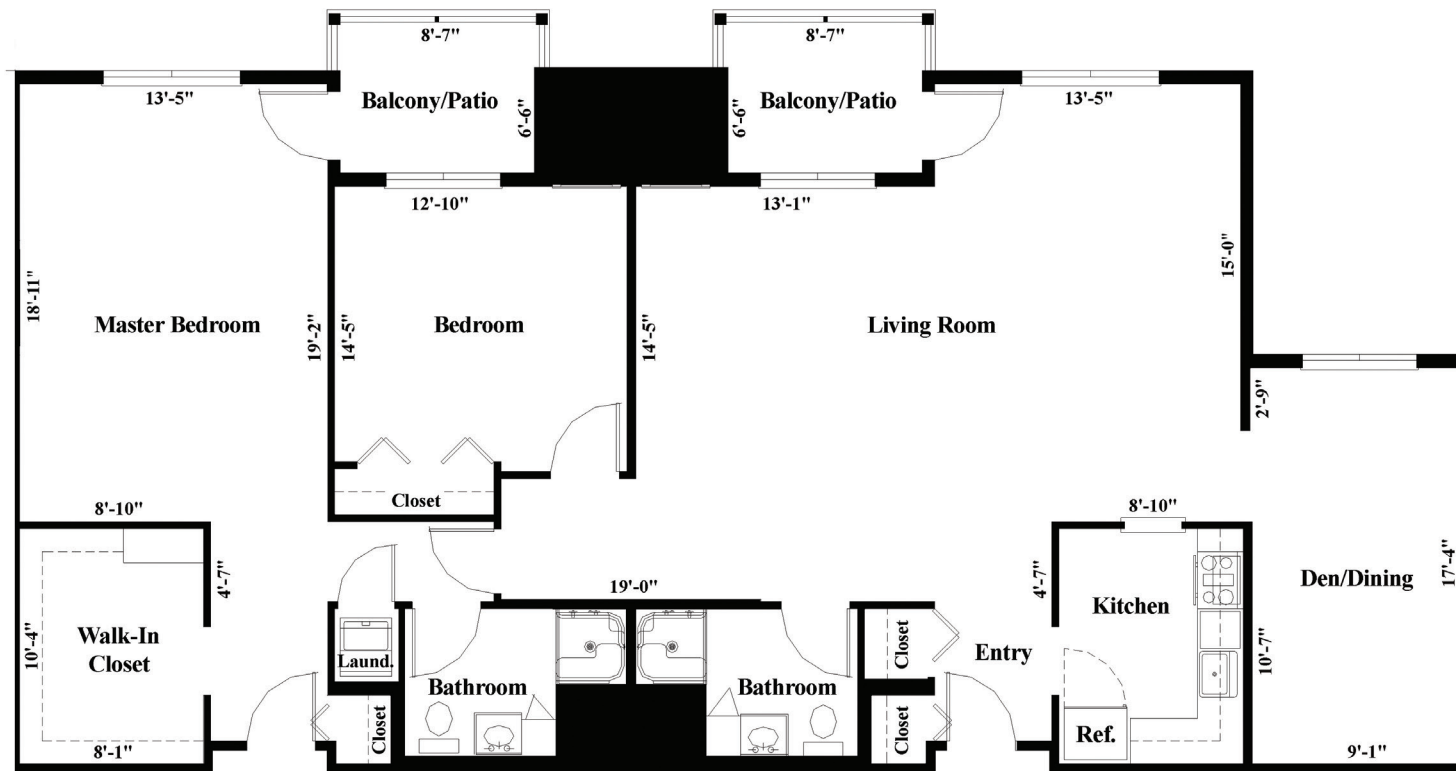 8'-7"
8'-7"
13'-5"
Balcony/Patio
6'-6"
6'-6"
Balcony/Patio
13'-5"
12'-10"
13'-1"
18'-11"
Master Bedroom
19'-2"
14'-5"
Bedroom
14'-5"
Living Room
15'-0"
2'-9"
Closet
8'-10"
8'-10"
4'-7"
19'-0"
4'-7"
Kitchen
Den/Dining
17'-4"
10'-4"
Walk-In
Closet
Laund.
Bathroom
Bathroom
Closet
Entry
10'-7"
8'-1"
Closet
Closet
Ref.
9'-1"